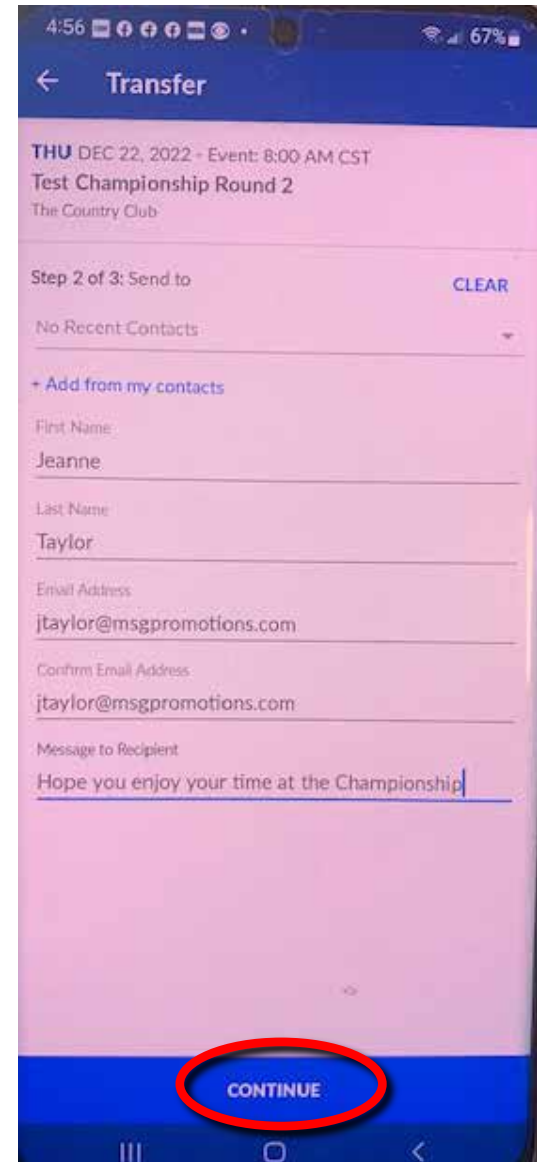 4:56
67%
← Transfer
THU DEC 22, 2022 - Event: 8:00 AM CST
Test Championship Round 2
The Country Club
Step 2 of 3: Send to
CLEAR
No Recent Contacts
+ Add from my contacts
First Name
Jeanne
Last Name
Taylor
Email Address
jtaylor@msgpromotions.com
Confirm Email Address
jtaylor@msgpromotions.com
Message to Recipient
Hope you enjoy your time at the Championship
CONTINUE